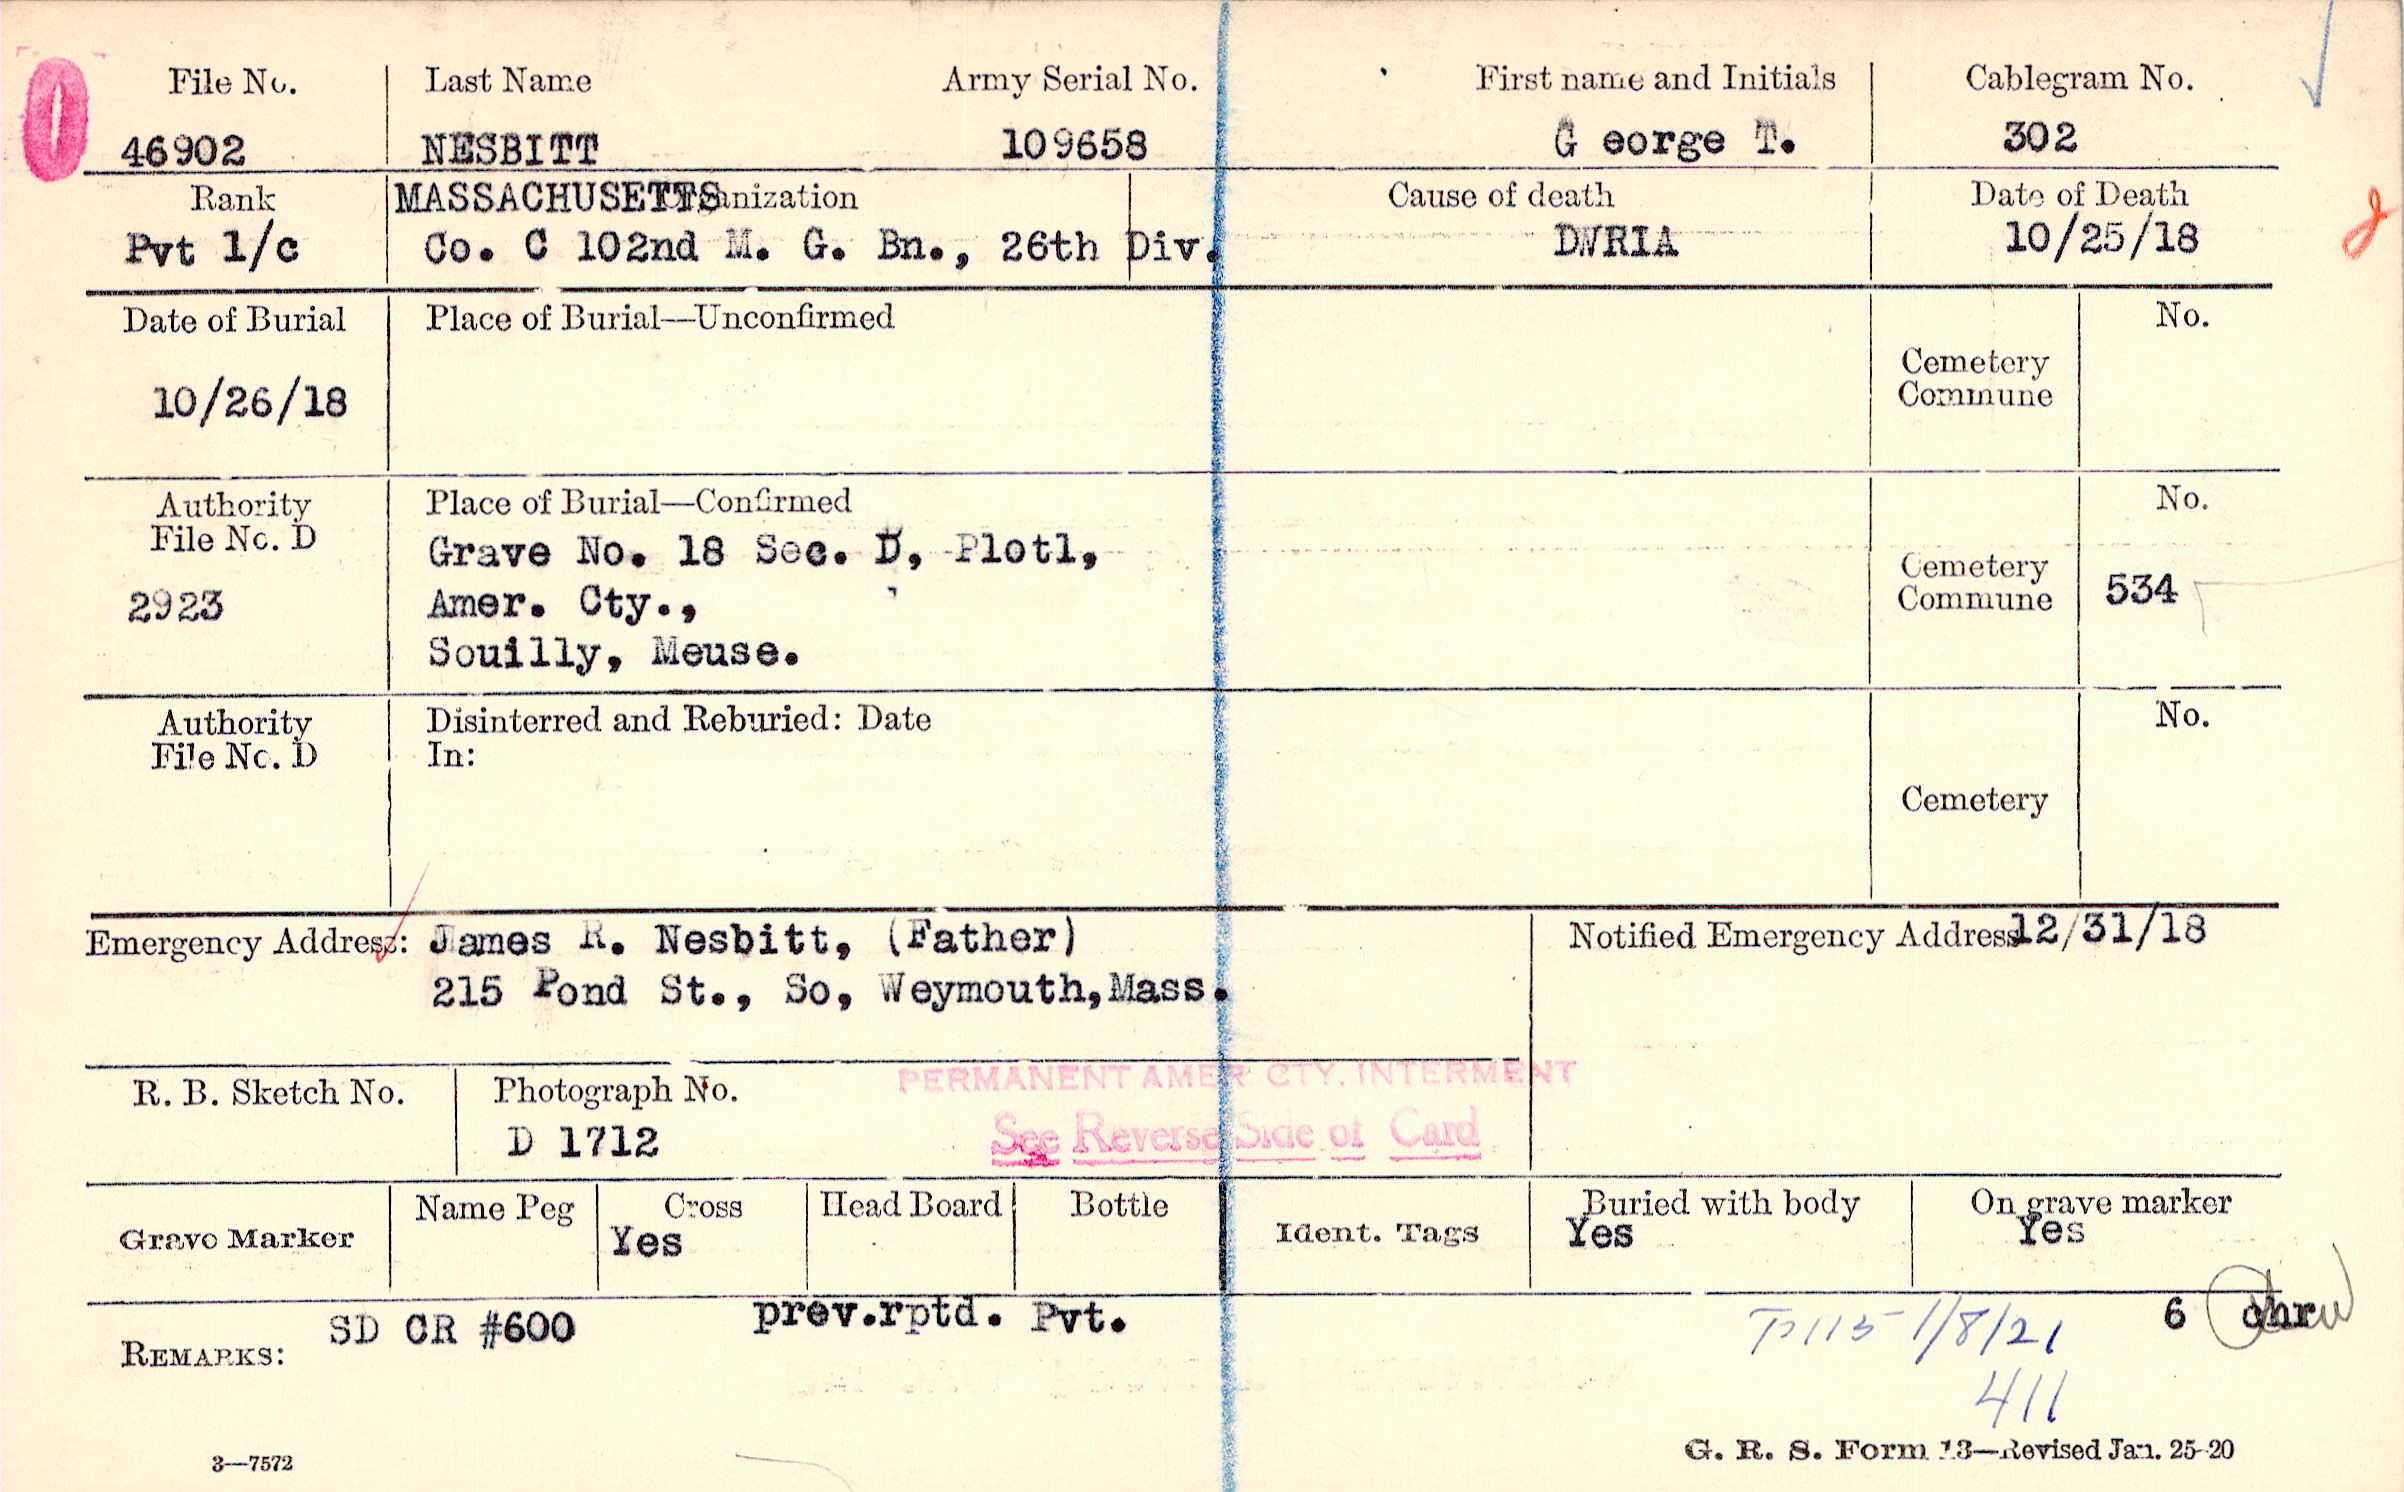 File No. Last Name Army Serial No. First name and Initials Cablegram No.
46902 NESBITT 109658 G eorge T. 302
Rank MASSACHUSETTS Organization Cause of death Date of Death
Pvt 1/c Co. C 102nd M. G. Bn., 26th Div. DWRIA 10/25/18
Date of Burial Place of Burial—Unconfirmed No.
Cemetery
Commune
10/26/18
Authority Place of Burial—Confirmed No.
File No. D
Grave No. 18 Sec. D, Plotl,
Cemetery
Commune 534
2923 Amer. Cty.,
Souilly, Meuse.
Authority Disinterred and Reburied: Date No.
File No. D In:
Cemetery
Emergency Address: James R. Nesbitt, (Father) Notified Emergency Address 12/31/18
215 Pond St., So, Weymouth,Mass.
PERMANENT AMER CTY. INTERMENT
R. B. Sketch No. Photograph No.
D 1712 See Reverse Side of Card
Grave Marker Name Peg Cross Head Board Bottle Ident. Tags Buried with body On grave marker
Yes Yes Yes
REMARKS: SD CR #600 prev.rptd. Pvt. 1/8/21 6 chr
411
3—7572 G. R. S. Form 13—Revised Jan. 25-20